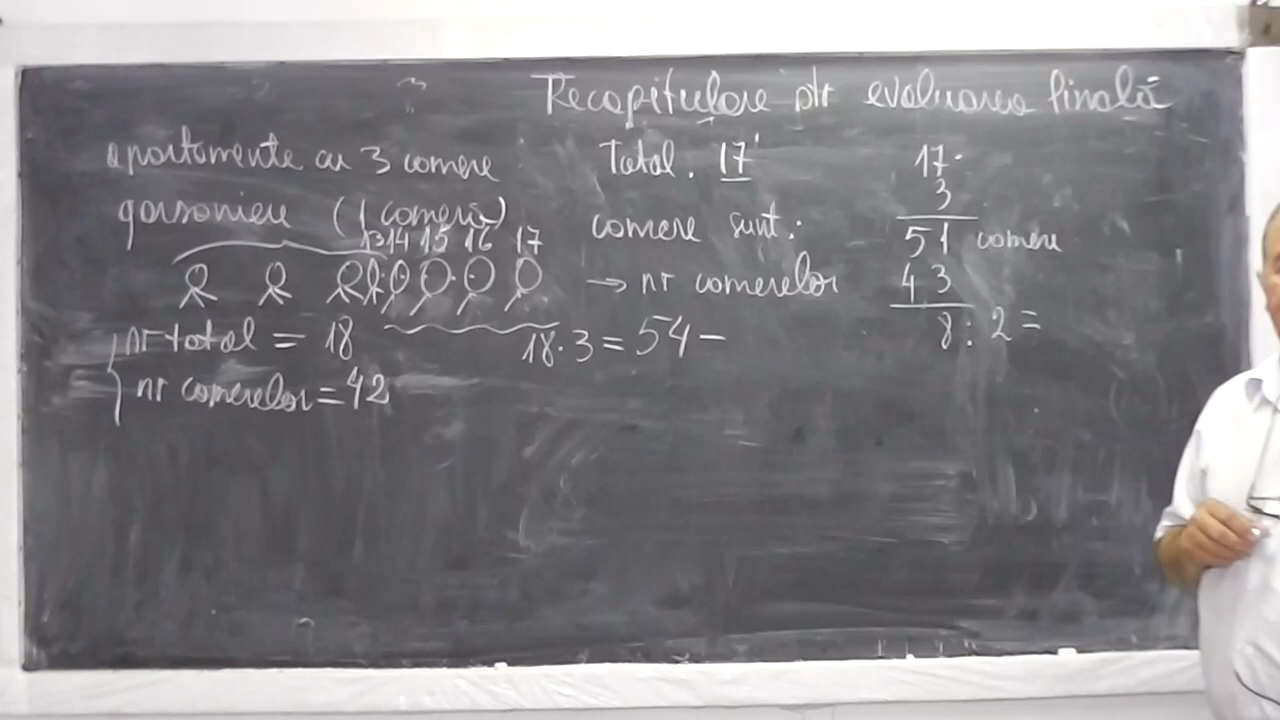 Recapitulare ptr evaluarea finală
apartamente cu 3 camere
garsoniere (1 cameră)
13 14 15 16 17
nr total = 18
nr camerelor = 42
Total. 17
camere sunt:
→ nr camerelor
18·3=54-
17·
3
51 camere
43
8:2=